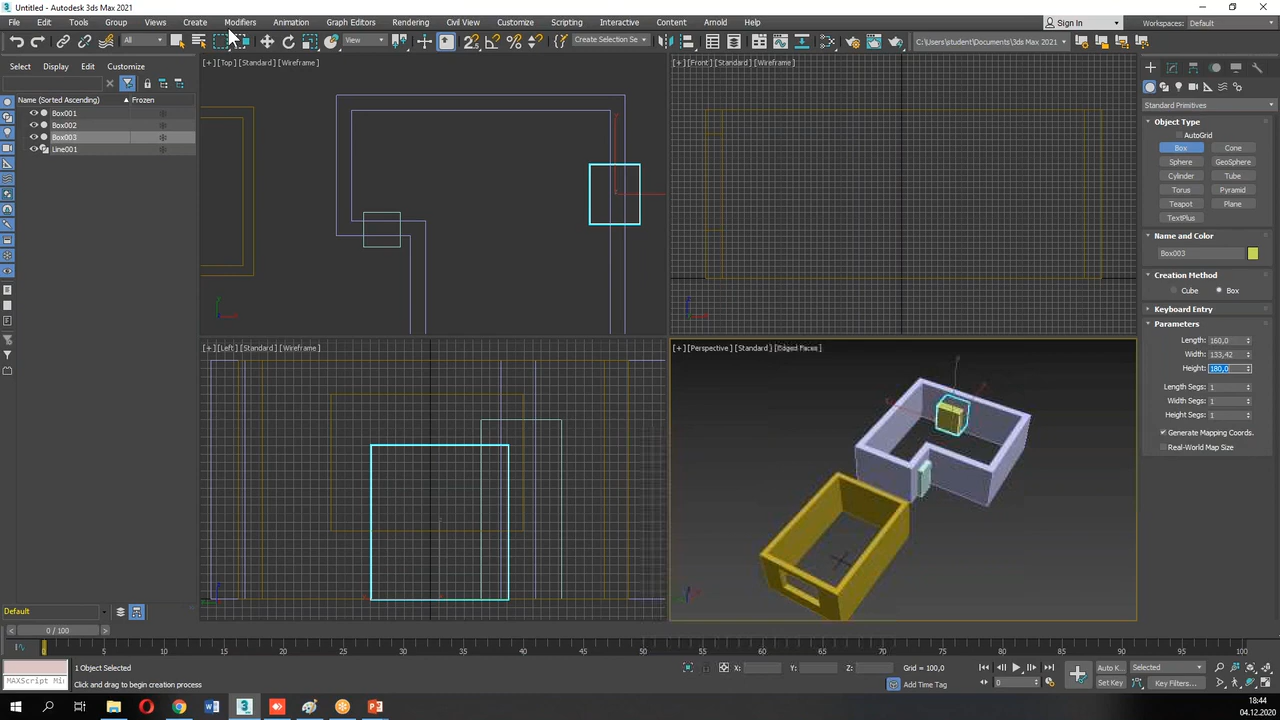 Untitled - Autodesk 3ds Max 2021
File Edit Tools Group Views Create Modifiers Animation Graph Editors Rendering Civil View Customize Scripting Interactive Content Arnold Help Sign In Workspaces: Default
All View Create Selection Se C:\Users\student\Documents\3ds Max 2021
Select Display Edit Customize
Name (Sorted Ascending) Frozen
Box001
Box002
Box003
Line001
Default
[+] [Top] [Standard] [Wireframe]
[+] [Front] [Standard] [Wireframe]
[+] [Left] [Standard] [Wireframe]
[+] [Perspective] [Standard] [Edged Faces]
Standard Primitives
Object Type
AutoGrid
Box Cone
Sphere GeoSphere
Cylinder Tube
Torus Pyramid
Teapot Plane
TextPlus
Name and Color
Box003
Creation Method
Cube Box
Keyboard Entry
Parameters
Length: 160,0
Width: 133,42
Height: 180,0
Length Segs: 1
Width Segs: 1
Height Segs: 1
Generate Mapping Coords.
Real-World Map Size
< 0 / 100 >
0 5 10 15 20 25 30 35 40 45 50 55 60 65 70 75 80 85 90 95 100
1 Object Selected X: Y: Z: Grid = 100,0 Auto K... Selected
MAXScript Mi Click and drag to begin creation process Add Time Tag 0 Set Key Key Filters...
18:44
04.12.2020